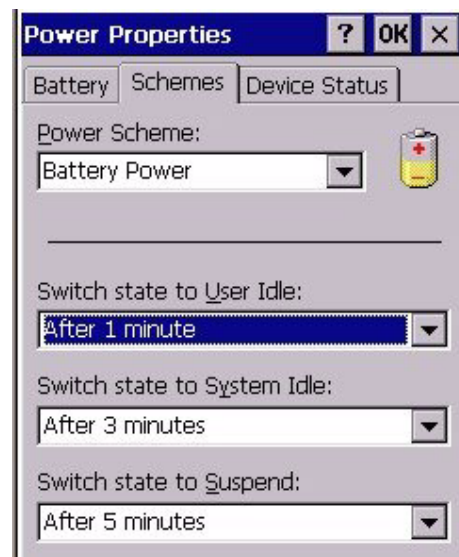 Power Properties ? OK ×
Battery Schemes Device Status
Power Scheme:
Battery Power
Switch state to User Idle:
After 1 minute
Switch state to System Idle:
After 3 minutes
Switch state to Suspend:
After 5 minutes